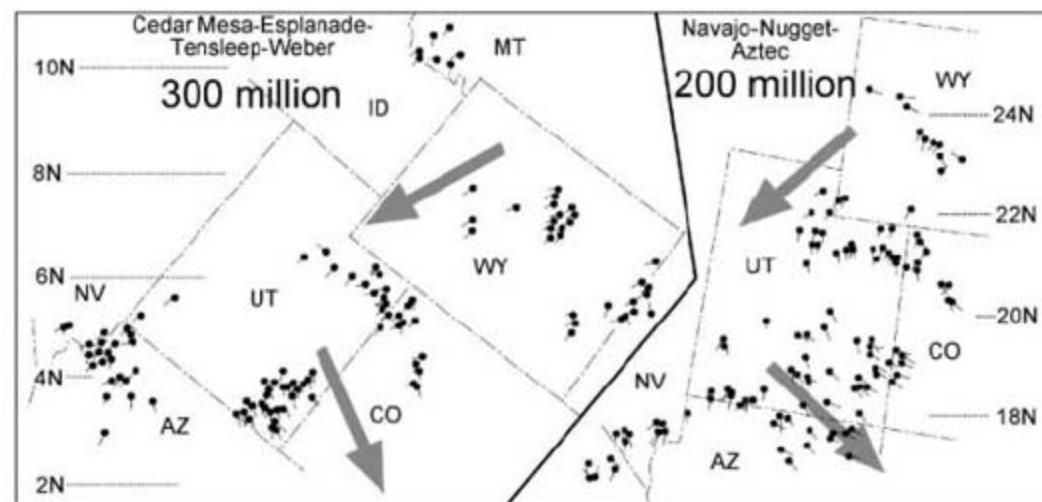 Cedar Mesa-Esplanade-
Tensleep-Weber
300 million
MT
ID
WY
UT
NV
AZ
CO
10N
8N
6N
4N
2N
Navajo-Nugget-
Aztec
200 million
WY
UT
CO
NV
AZ
24N
22N
20N
18N